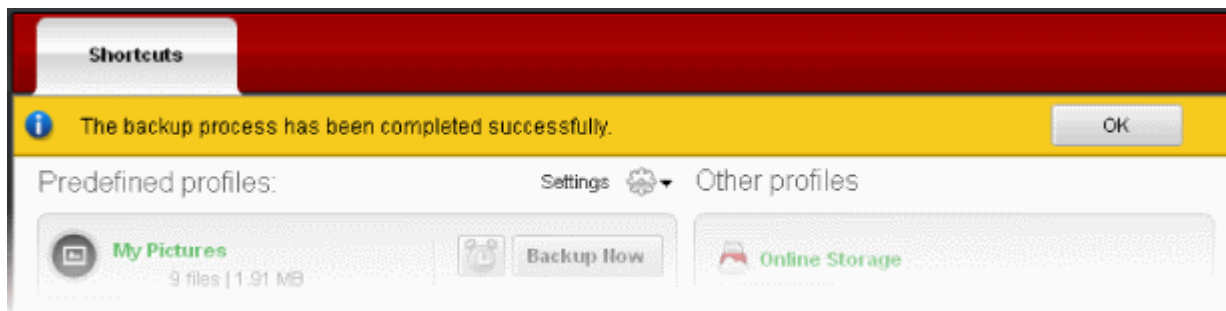 Shortcuts
The backup process has been completed successfully.
OK
Predefined profiles:
Settings
Other profiles
My Pictures
9 files | 1.91 MB
Backup Now
Online Storage